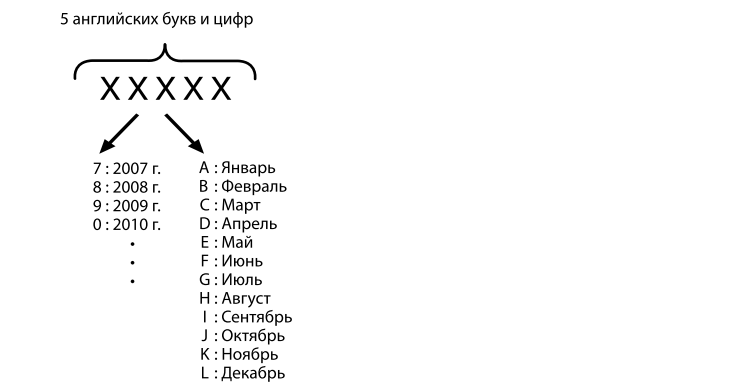 5 английских букв и цифр
XXXXX
7 : 2007 г.
8 : 2008 г.
9 : 2009 г.
0 : 2010 г.
A : Январь
B : Февраль
C : Март
D : Апрель
E : Май
F : Июнь
G : Июль
H : Август
I : Сентябрь
J : Октябрь
K : Ноябрь
L : Декабрь